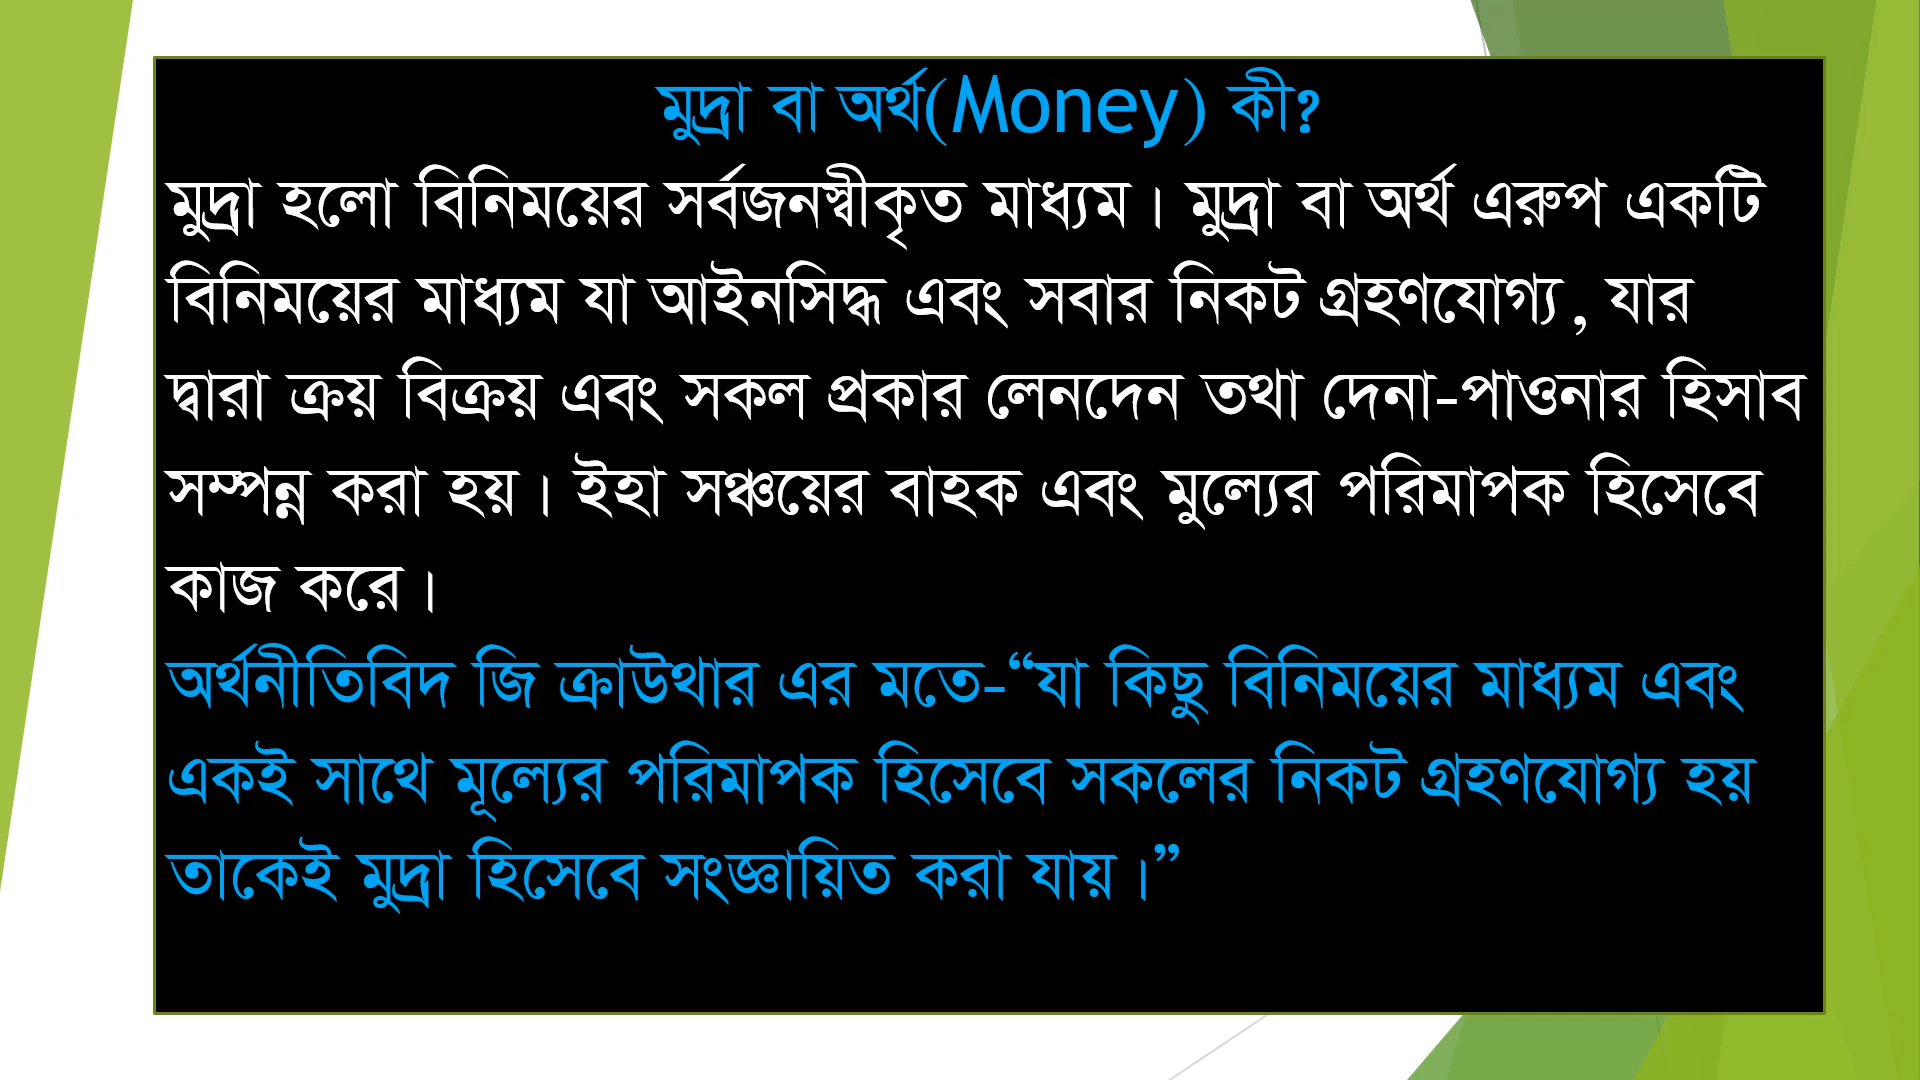 মুদ্রা বা অর্থ(Money) কী?
মুদ্রা হলো বিনিময়ের সর্বজনস্বীকৃত মাধ্যম। মুদ্রা বা অর্থ এরুপ একটি
বিনিময়ের মাধ্যম যা আইনসিদ্ধ এবং সবার নিকট গ্রহণযোগ্য, যার
দ্বারা ক্রয় বিক্রয় এবং সকল প্রকার লেনদেন তথা দেনা-পাওনার হিসাব
সম্পন্ন করা হয়। ইহা সঞ্চয়ের বাহক এবং মুল্যের পরিমাপক হিসেবে
কাজ করে।
অর্থনীতিবিদ জি ক্রাউথার এর মতে-“যা কিছু বিনিময়ের মাধ্যম এবং
একই সাথে মূল্যের পরিমাপক হিসেবে সকলের নিকট গ্রহণযোগ্য হয়
তাকেই মুদ্রা হিসেবে সংজ্ঞায়িত করা যায়।”